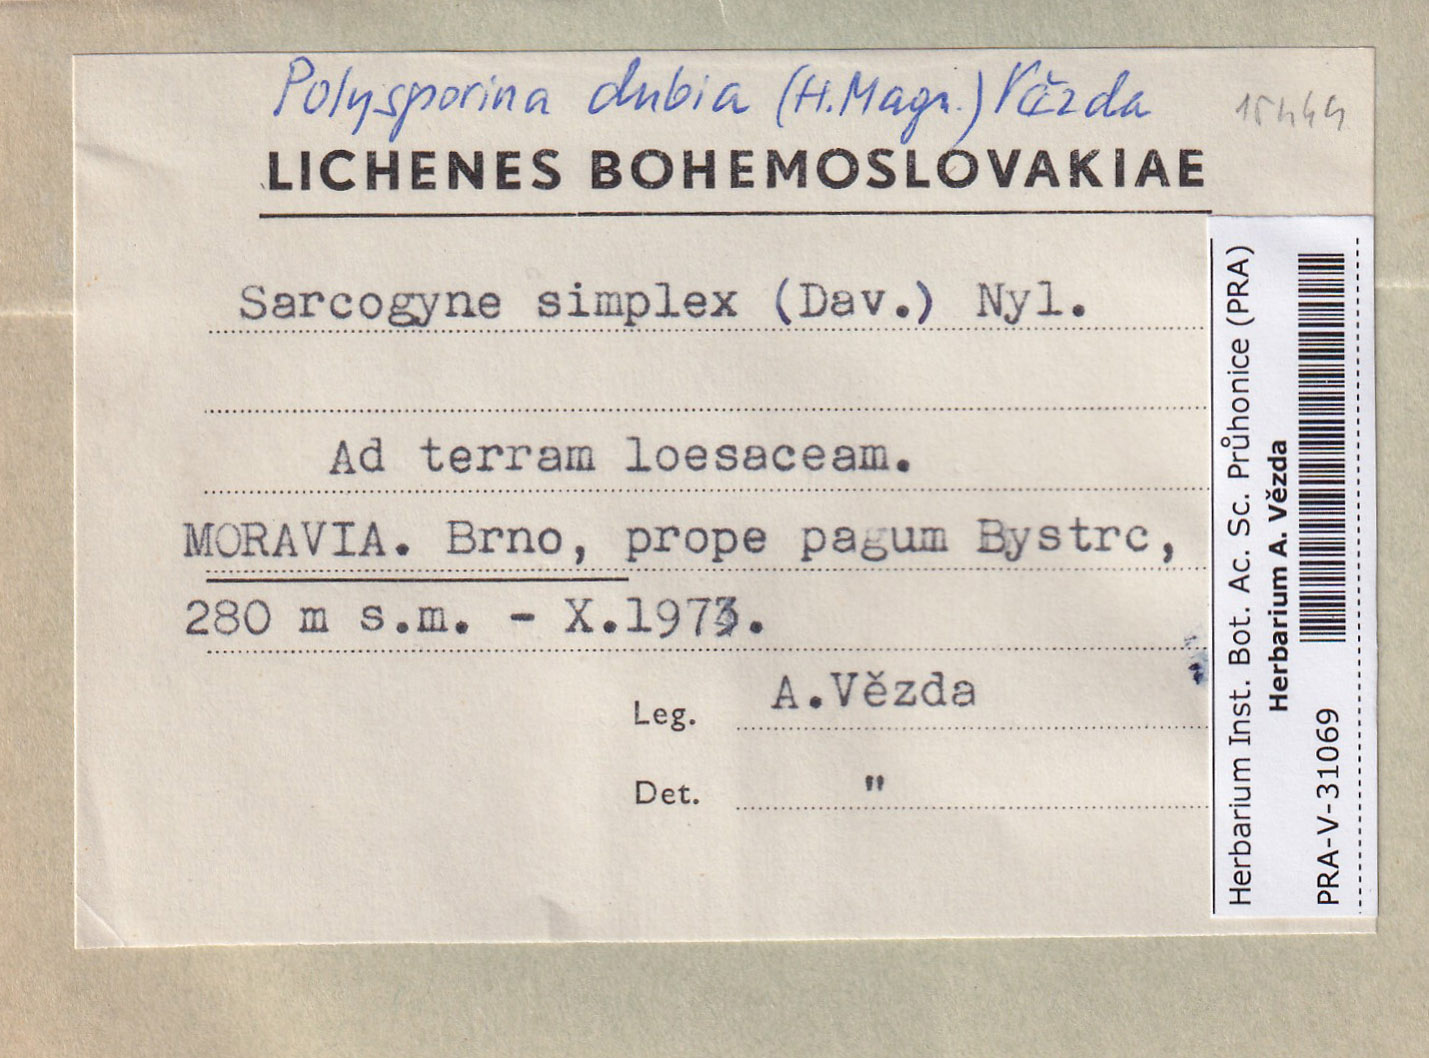 Polysporina dubia (H.Magn.) Vězda
LICHENES BOHEMOSLOVAKIAE
Sarcogyne simplex (Dav.) Nyl.
Ad terram loesaceam.
MORAVIA. Brno, prope pagum Bystrc,
280 m s.m. - X.1973.
Leg. A.Vězda
Det. "
Herbarium Inst. Bot. Ac. Sc. Průhonice (PRA)
Herbarium A. Vězda
PRA-V-31069